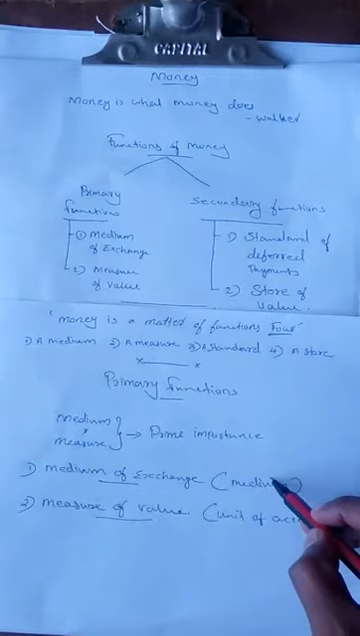 CAPITAL
Money
Money is what money does
- Walker
Functions of Money
Primary
functions
① Medium
of Exchange
2) Measure
of value
Secondary functions
1) Standard of
deferred
Payments
2) Store of
value.
"Money is a matter of functions Four"
1) A medium 2) A measure 3) A standard 4) A store
x x
Primary Functions
Medium
x
Measure } → Prime importance
1) medium of Exchange (
2) measure of value. (unit of